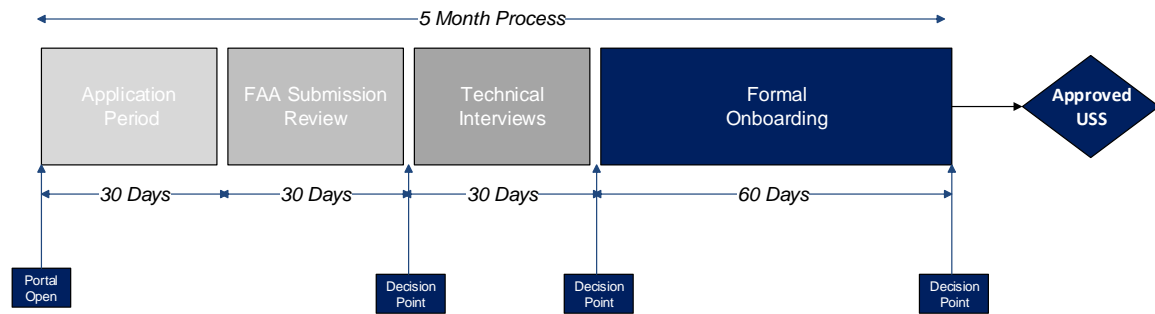 5 Month Process
Application
Period
FAA Submission
Review
Technical
Interviews
Formal
Onboarding
Approved
USS
30 Days
30 Days
30 Days
60 Days
Portal
Open
Decision
Point
Decision
Point
Decision
Point